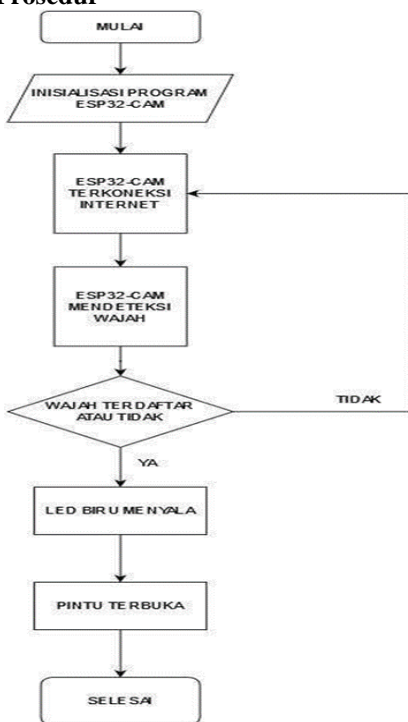 Prosedur
MULAI
INISIALISASI PROGRAM
ESP32-CAM
ESP32-CAM
TERKONEKSI
INTERNET
ESP32-CAM
MENDETEKSI
WAJAH
WAJAH TERDAFTAR
ATAU TIDAK
TIDAK
YA
LED BIRU MENYALA
PINTU TERBUKA
SELESAI